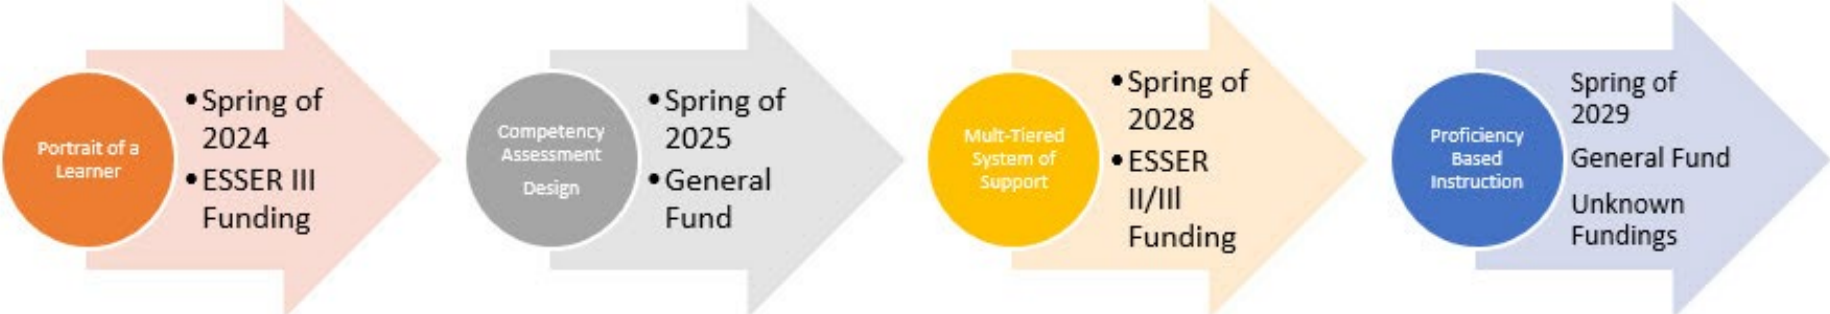 Portrait of a
Learner
•Spring of
2024
•ESSER III
Funding
Competency
Assessment
Design
•Spring of
2025
•General
Fund
Mult-Tiered
System of
Support
•Spring of
2028
•ESSER
II/III
Funding
Proficiency
Based
Instruction
Spring of
2029
General Fund
Unknown
Fundings